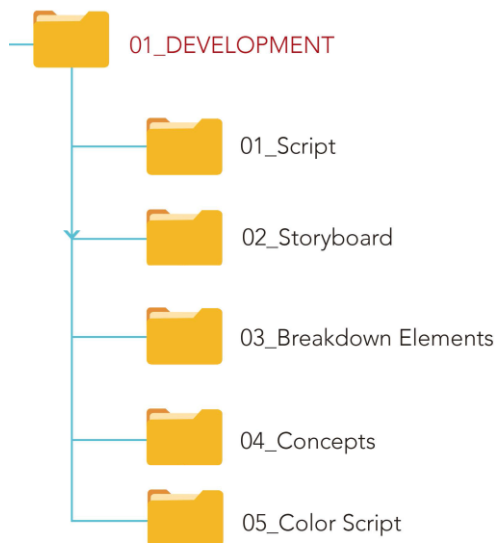 01_DEVELOPMENT
01_Script
02_Storyboard
03_Breakdown Elements
04_Concepts
05_Color Script